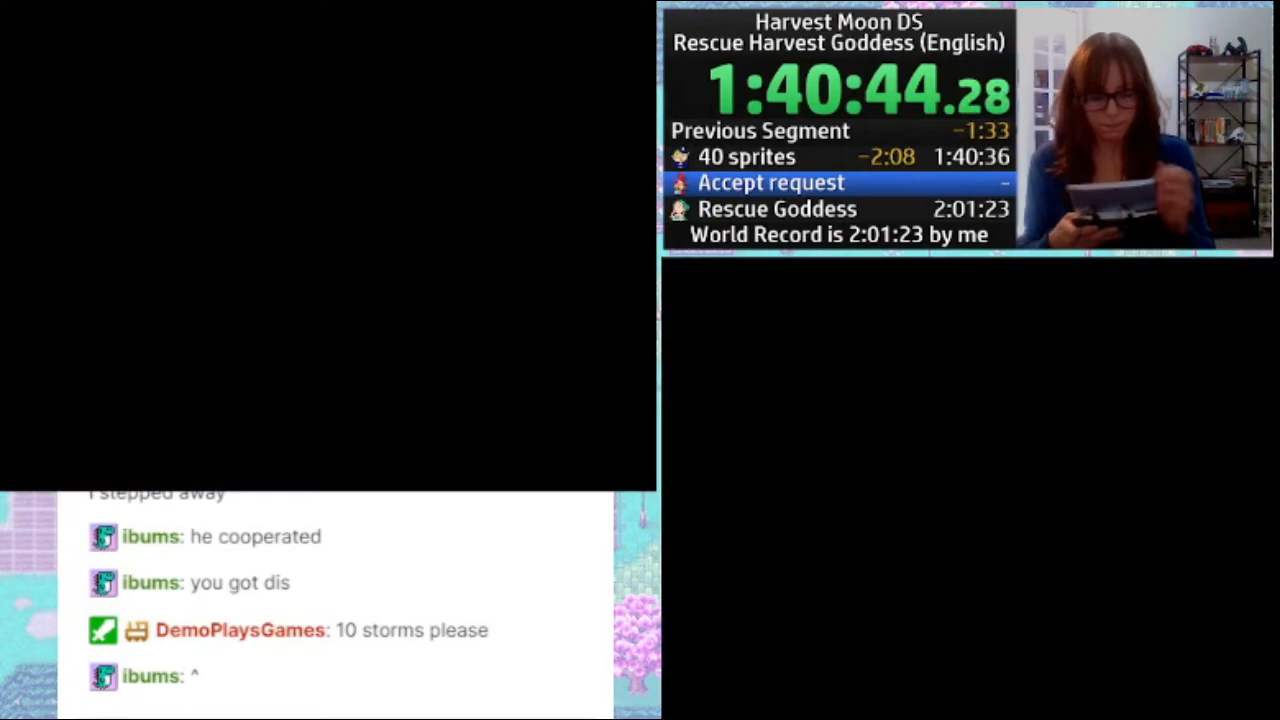 Harvest Moon DS
Rescue Harvest Goddess (English)
1:40:44.28
Previous Segment -1:33
40 sprites -2:08 1:40:36
Accept request -
Rescue Goddess 2:01:23
World Record is 2:01:23 by me
I stepped away
ibums: he cooperated
ibums: you got dis
DemoPlaysGames: 10 storms please
ibums: ^